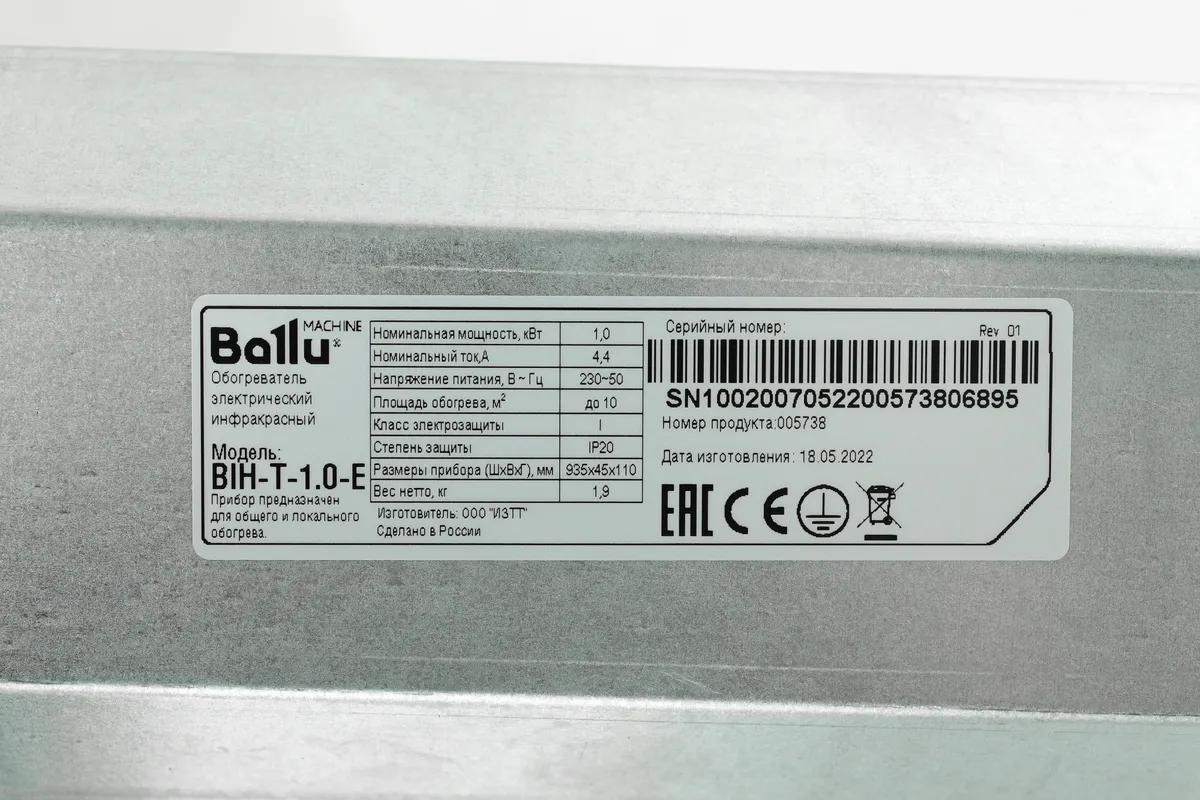 Ballu® MACHINE
Обогреватель
электрический
инфракрасный
Модель:
BIH-T-1.0-E
Прибор предназначен
для общего и локального
обогрева.
Номинальная мощность, кВт 1,0
Номинальный ток,А 4,4
Напряжение питания, В ~ Гц 230~50
Площадь обогрева, м² до 10
Класс электрозащиты I
Степень защиты IP20
Размеры прибора (ШхВхГ), мм 935х45х110
Вес нетто, кг 1,9
Изготовитель: ООО "ИЗТТ"
Сделано в России
Серийный номер: Rev 01
SN1002007052200573806895
Номер продукта:005738
Дата изготовления: 18.05.2022
EAC CE